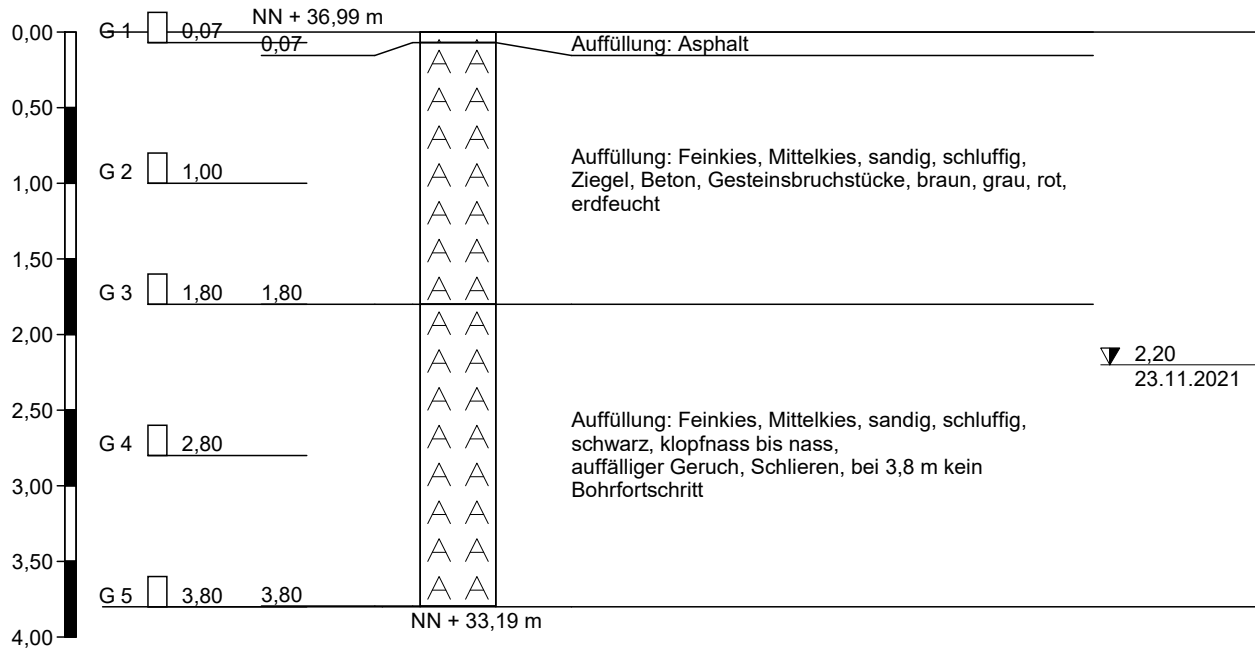 NN + 36,99 m
0,00
G 1 0,07
0,07
Auffüllung: Asphalt
0,50
Auffüllung: Feinkies, Mittelkies, sandig, schluffig,
Ziegel, Beton, Gesteinsbruchstücke, braun, grau, rot,
erdfeucht
G 2 1,00
1,00
1,50
G 3 1,80 1,80
2,00
2,20
23.11.2021
2,50
Auffüllung: Feinkies, Mittelkies, sandig, schluffig,
schwarz, klopfnass bis nass,
auffälliger Geruch, Schlieren, bei 3,8 m kein
Bohrfortschritt
G 4 2,80
3,00
3,50
G 5 3,80 3,80
NN + 33,19 m
4,00